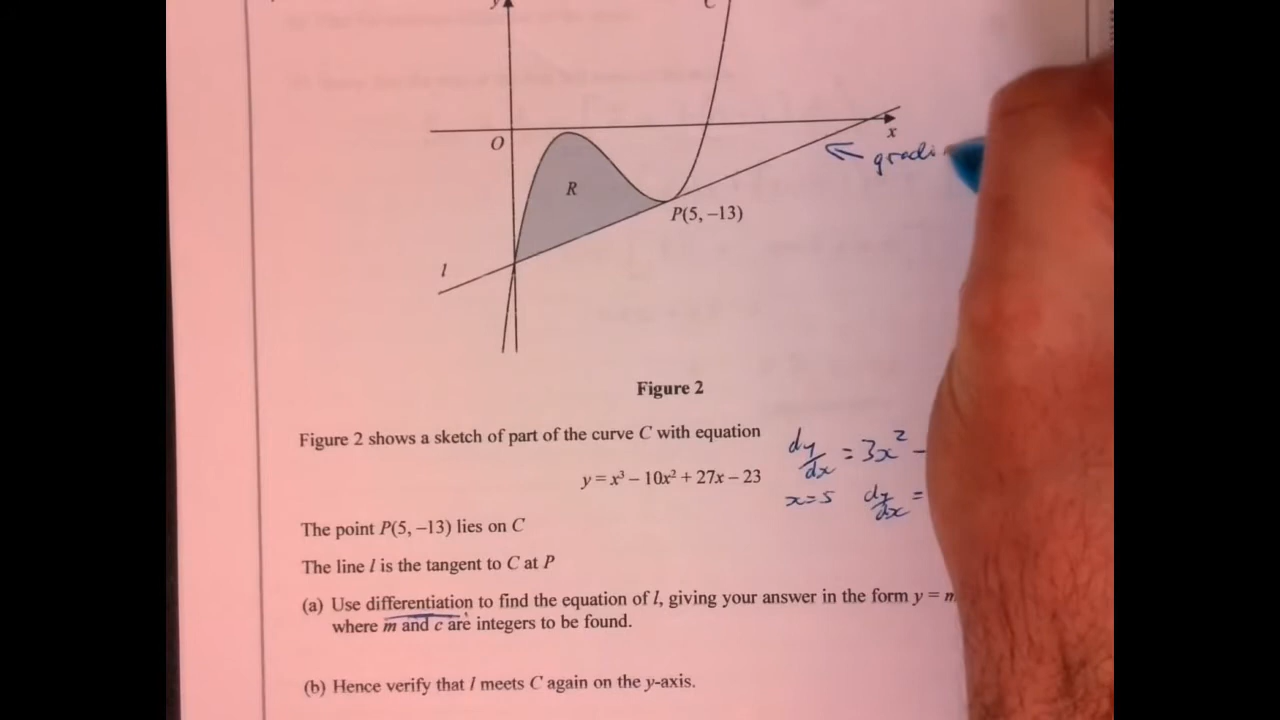 y
C
O
x
R
P(5, –13)
l
Figure 2
Figure 2 shows a sketch of part of the curve C with equation
dy/dx = 3x² –
y = x³ – 10x² + 27x – 23
x=5 dy/dx =
The point P(5, –13) lies on C
The line l is the tangent to C at P
(a) Use differentiation to find the equation of l, giving your answer in the form y =
where m and c are integers to be found.
(b) Hence verify that l meets C again on the y-axis.